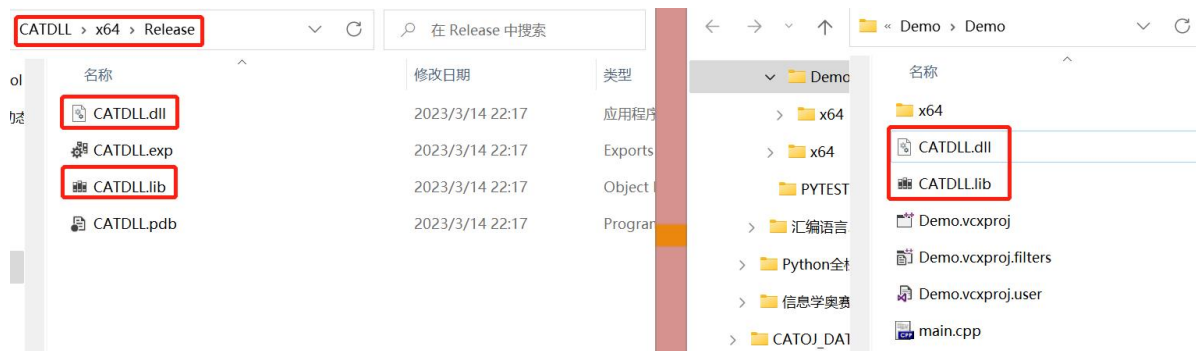 CATDLL > x64 > Release
在 Release 中搜索
名称
修改日期
类型
CATDLL.dll
2023/3/14 22:17
应用程序
CATDLL.exp
2023/3/14 22:17
Exports
CATDLL.lib
2023/3/14 22:17
Object
CATDLL.pdb
2023/3/14 22:17
Program
ol
动态
« Demo > Demo
Demo
x64
x64
PYTEST
汇编语言
Python全栈
信息学奥赛
CATOJ_DAT
名称
x64
CATDLL.dll
CATDLL.lib
Demo.vcxproj
Demo.vcxproj.filters
Demo.vcxproj.user
main.cpp